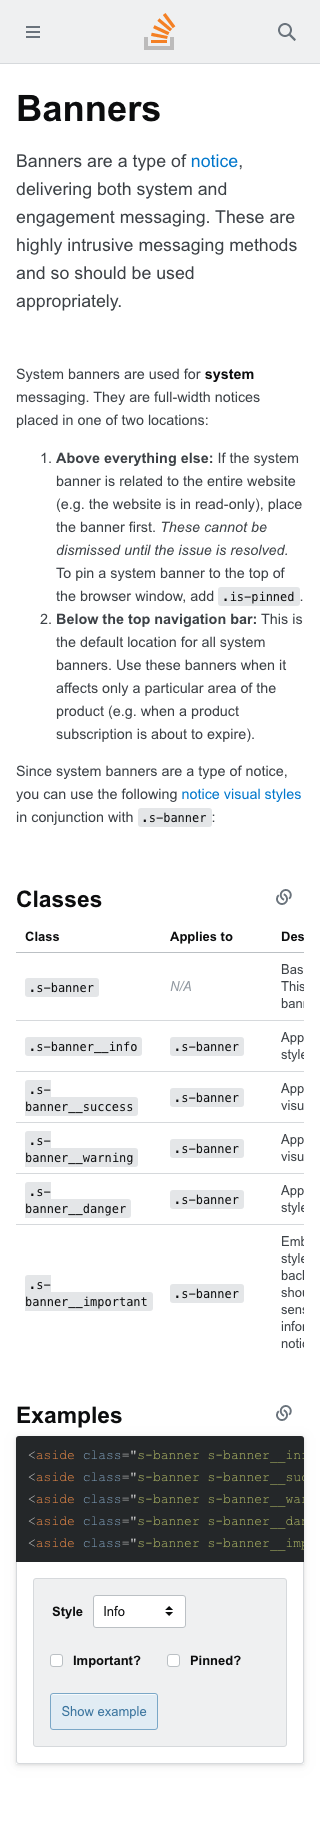 Banners
Banners are a type of notice,
delivering both system and
engagement messaging. These are
highly intrusive messaging methods
and so should be used
appropriately.
System banners are used for system
messaging. They are full-width notices
placed in one of two locations:
1. Above everything else: If the system
banner is related to the entire website
(e.g. the website is in read-only), place
the banner first. These cannot be
dismissed until the issue is resolved.
To pin a system banner to the top of
the browser window, add .is-pinned.
2. Below the top navigation bar: This is
the default location for all system
banners. Use these banners when it
affects only a particular area of the
product (e.g. when a product
subscription is about to expire).
Since system banners are a type of notice,
you can use the following notice visual styles
in conjunction with .s-banner:
Classes
Class Applies to Des
.s-banner N/A Bas
This
ban
.s-banner__info .s-banner App
style
.s-
banner__success .s-banner App
visu
.s-
banner__warning .s-banner App
visu
.s-
banner__danger .s-banner App
style
.s-
banner__important .s-banner Emb
style
bac
shou
sens
info
noti
Examples
<aside class="s-banner s-banner__in
<aside class="s-banner s-banner__suc
<aside class="s-banner s-banner__wa
<aside class="s-banner s-banner__dan
<aside class="s-banner s-banner__imp
Style Info
Important? Pinned?
Show example